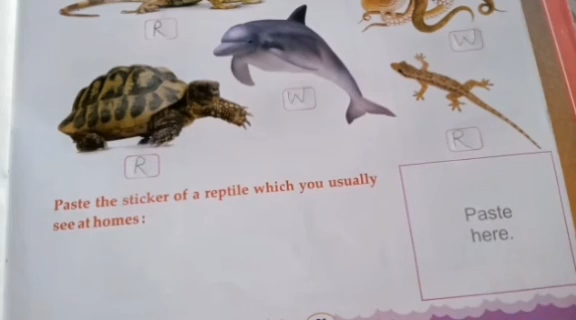 R
W
W
R
R
Paste the sticker of a reptile which you usually
see at homes:
Paste
here.